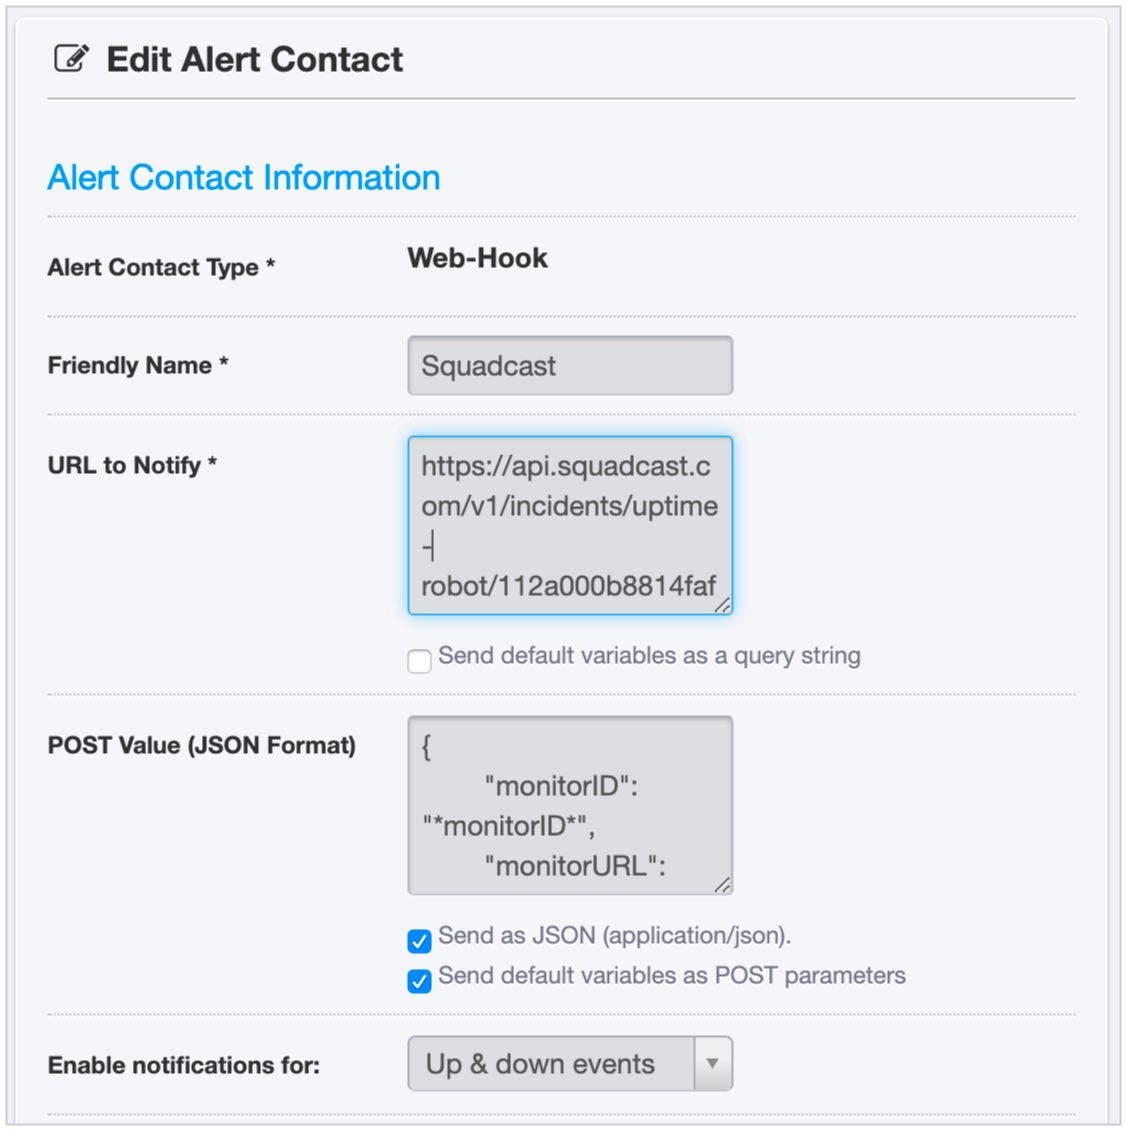 Edit Alert Contact
Alert Contact Information
Alert Contact Type *
Web-Hook
Friendly Name *
Squadcast
URL to Notify *
https://api.squadcast.c
om/v1/incidents/uptime
-
robot/112a000b8814faf
Send default variables as a query string
POST Value (JSON Format)
{
"monitorID":
"*monitorID*",
"monitorURL":
Send as JSON (application/json).
Send default variables as POST parameters
Enable notifications for:
Up & down events